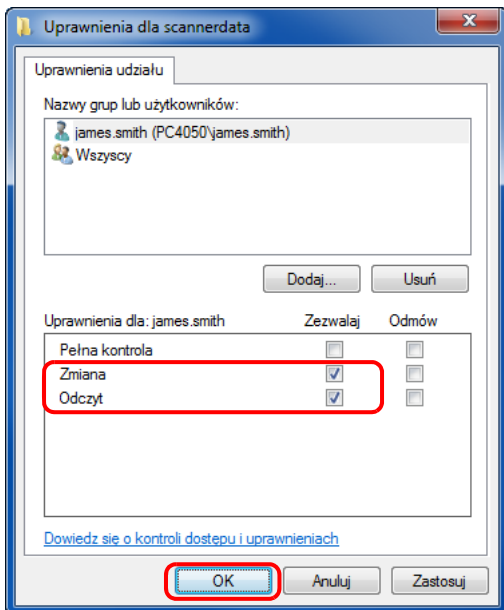 Uprawnienia dla scannerdata
Uprawnienia udziału
Nazwy grup lub użytkowników:
james.smith (PC4050\james.smith)
Wszyscy
Dodaj... Usuń
Uprawnienia dla: james.smith Zezwalaj Odmów
Pełna kontrola
Zmiana
Odczyt
Dowiedz się o kontroli dostępu i uprawnieniach
OK Anuluj Zastosuj